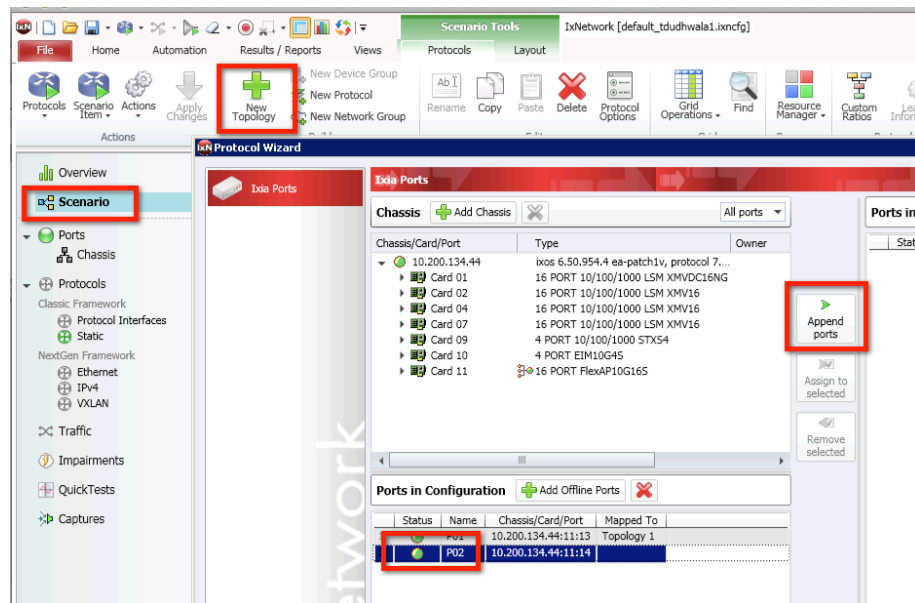 IxN
Scenario Tools
IxNetwork [default_tdudhwala1.ixncfg]
File Home Automation Results / Reports Views Protocols Layout
New Device Group
New Protocol
New Network Group
Protocols
Scenario Item
Actions
Apply Changes
New Topology
Ab I
Rename
Copy
Paste
Delete
Protocol Options
Grid Operations
Find
Resource Manager
Custom Ratios
Actions
IxN Protocol Wizard
Overview
Scenario
Ports
Chassis
Protocols
Classic Framework
Protocol Interfaces
Static
NextGen Framework
Ethernet
IPv4
VXLAN
Traffic
Impairments
QuickTests
Captures
Ixia Ports
Ixia Ports
Chassis Add Chassis All ports
Chassis/Card/Port Type Owner
10.200.134.44 ixos 6.50.954.4 ea-patch1v, protocol 7....
Card 01 16 PORT 10/100/1000 LSM XMVDC16NG
Card 02 16 PORT 10/100/1000 LSM XMV16
Card 04 16 PORT 10/100/1000 LSM XMV16
Card 07 16 PORT 10/100/1000 LSM XMV16
Card 09 4 PORT 10/100/1000 STXS4
Card 10 4 PORT EIM10G4S
Card 11 16 PORT FlexAP10G16S
Append ports
Assign to selected
Remove selected
Ports in
Ports in Configuration Add Offline Ports
Status Name Chassis/Card/Port Mapped To
P01 10.200.134.44:11:13 Topology 1
P02 10.200.134.44:11:14
etwork